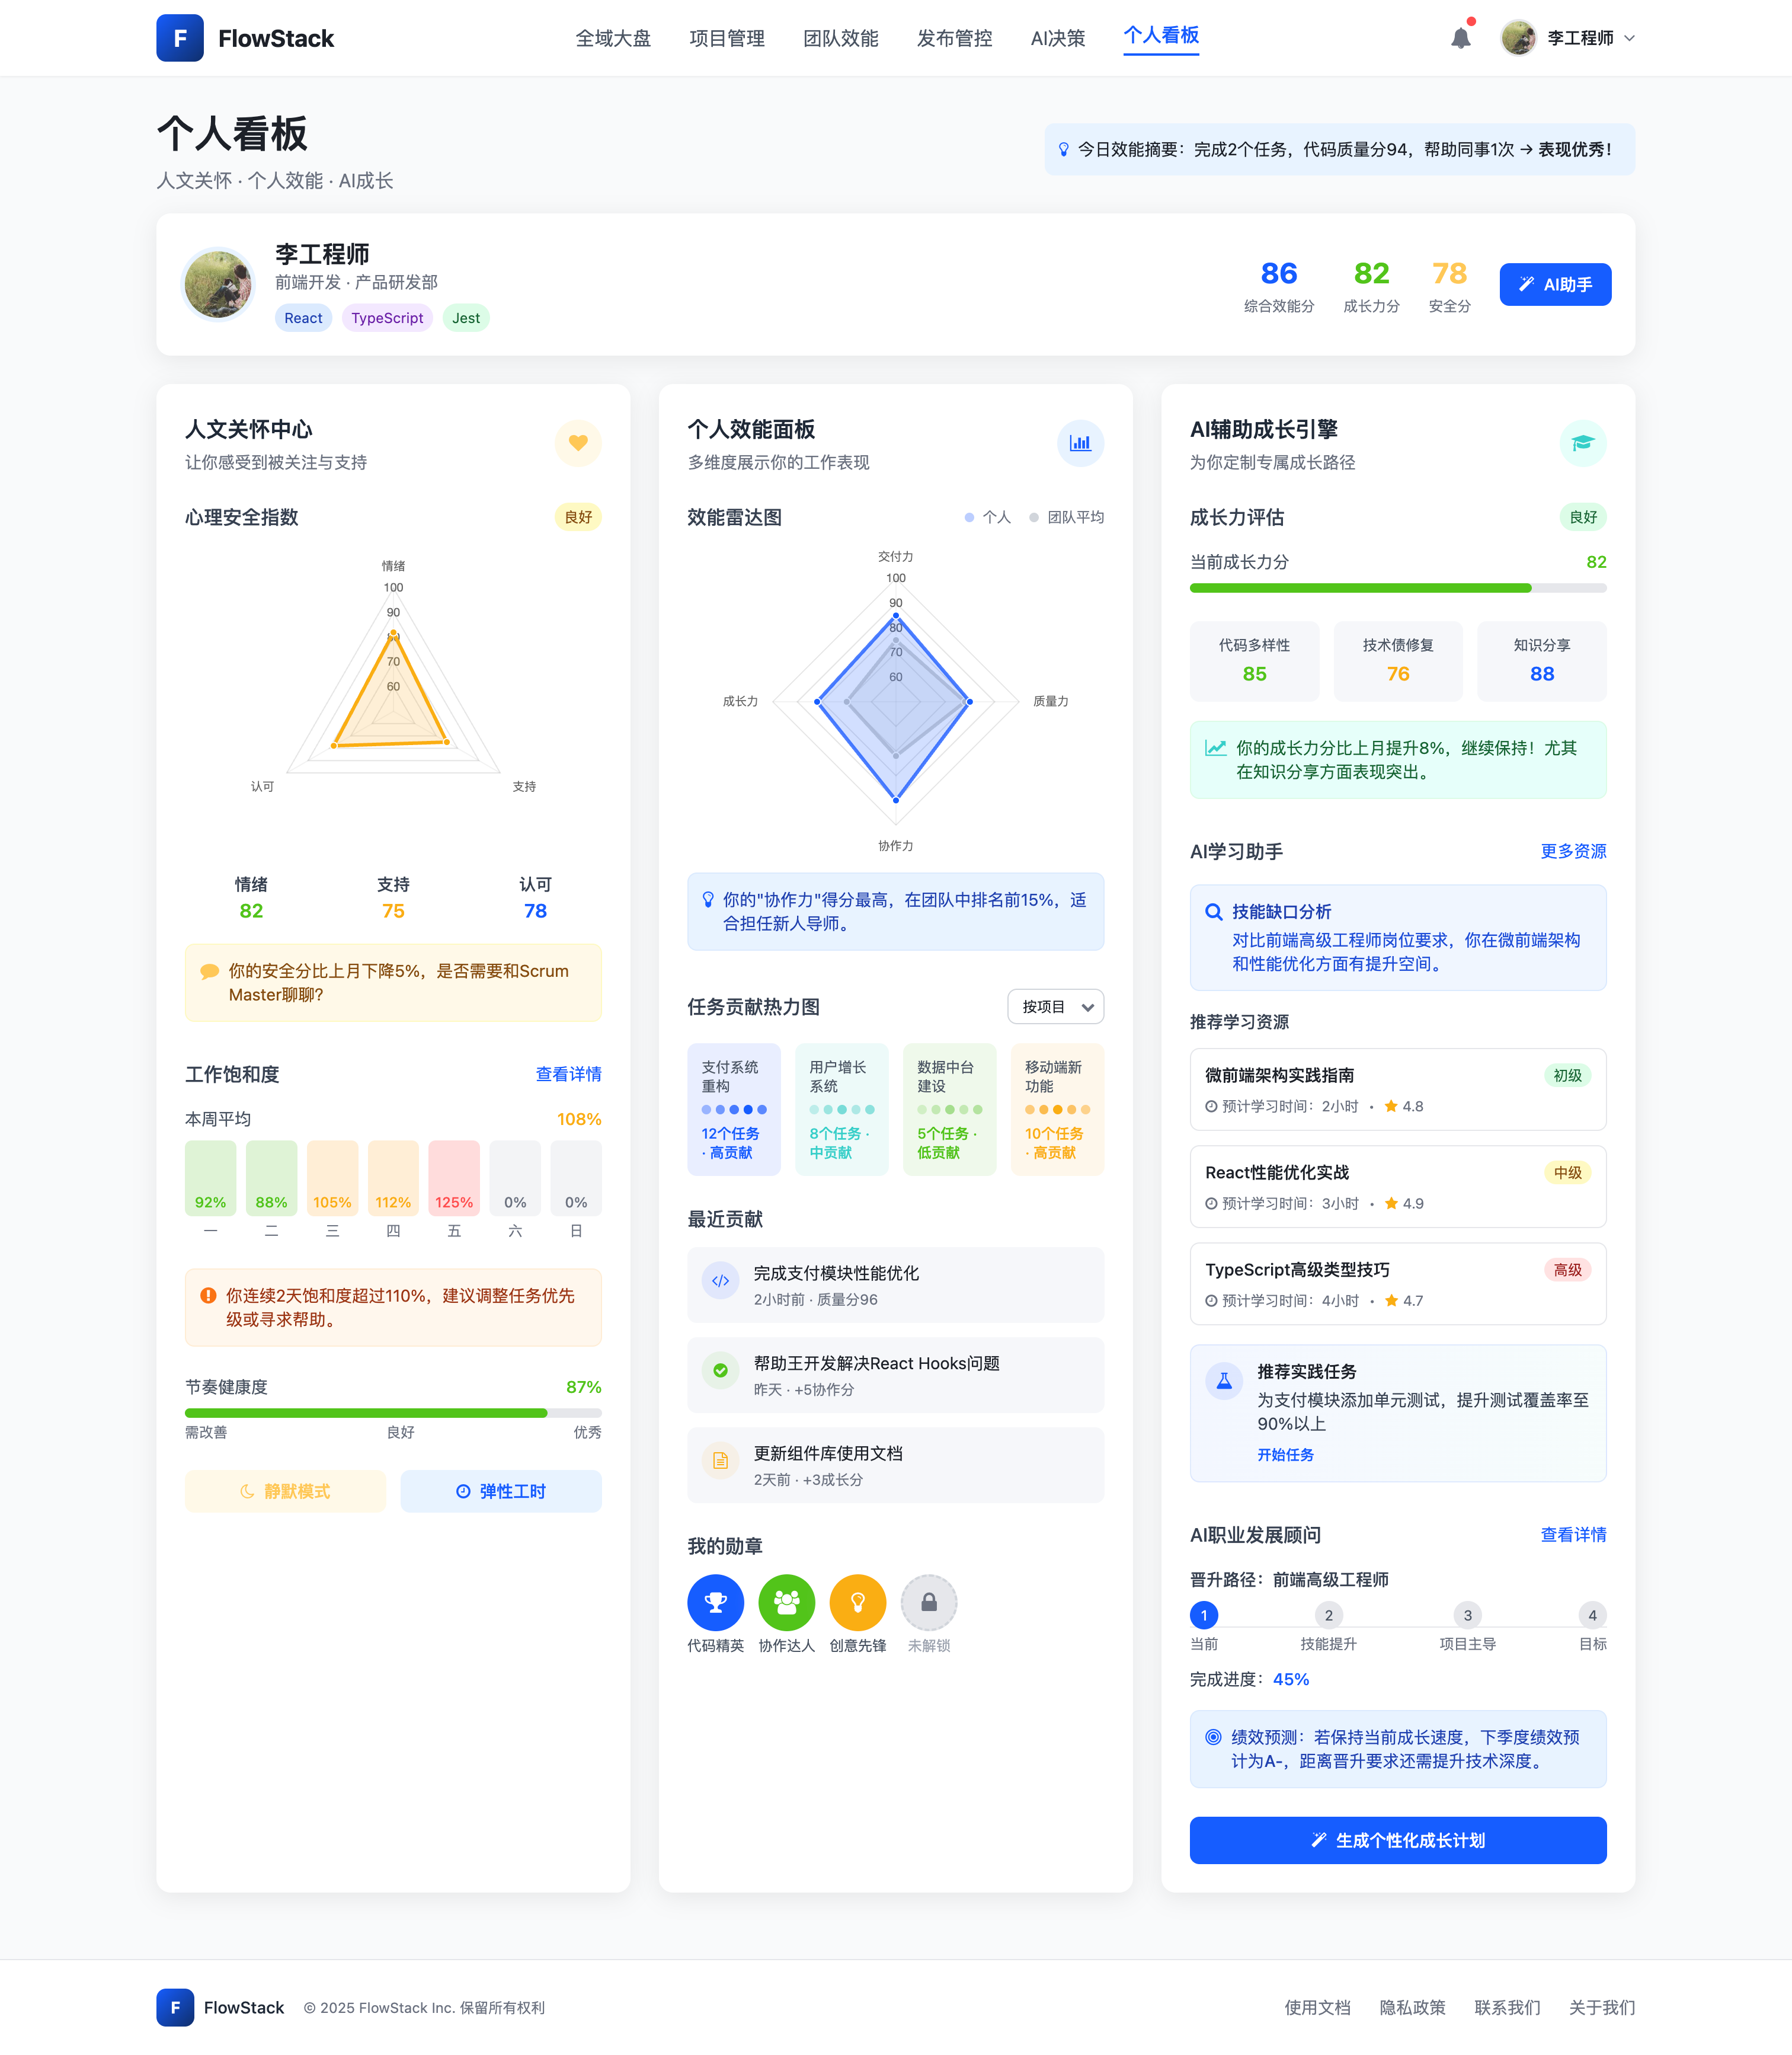 F FlowStack
全域大盘 项目管理 团队效能 发布管控 AI决策 个人看板
李工程师
个人看板
人文关怀 · 个人效能 · AI成长
今日效能摘要：完成2个任务，代码质量分94，帮助同事1次 → 表现优秀！
李工程师
前端开发 · 产品研发部
React TypeScript Jest
86 82 78
综合效能分 成长力分 安全分
AI助手
人文关怀中心
让你感受到被关注与支持
心理安全指数 良好
情绪
100
90
80
70
60
认可 支持
情绪 支持 认可
82 75 78
你的安全分比上月下降5%，是否需要和Scrum
Master聊聊？
工作饱和度 查看详情
本周平均 108%
92% 88% 105% 112% 125% 0% 0%
一 二 三 四 五 六 日
你连续2天饱和度超过110%，建议调整任务优先
级或寻求帮助。
节奏健康度 87%
需改善 良好 优秀
静默模式 弹性工时
个人效能面板
多维度展示你的工作表现
效能雷达图 个人 团队平均
交付力
100
90
80
70
60
成长力 质量力
协作力
你的"协作力"得分最高，在团队中排名前15%，适
合担任新人导师。
任务贡献热力图 按项目
支付系统 用户增长 数据中台 移动端新
重构 系统 建设 功能
12个任务 8个任务 · 5个任务 · 10个任务
· 高贡献 中贡献 低贡献 · 高贡献
最近贡献
完成支付模块性能优化
2小时前 · 质量分96
帮助王开发解决React Hooks问题
昨天 · +5协作分
更新组件库使用文档
2天前 · +3成长分
我的勋章
代码精英 协作达人 创意先锋 未解锁
AI辅助成长引擎
为你定制专属成长路径
成长力评估 良好
当前成长力分 82
代码多样性 技术债修复 知识分享
85 76 88
你的成长力分比上月提升8%，继续保持！尤其
在知识分享方面表现突出。
AI学习助手 更多资源
技能缺口分析
对比前端高级工程师岗位要求，你在微前端架构
和性能优化方面有提升空间。
推荐学习资源
微前端架构实践指南 初级
预计学习时间：2小时 • 4.8
React性能优化实战 中级
预计学习时间：3小时 • 4.9
TypeScript高级类型技巧 高级
预计学习时间：4小时 • 4.7
推荐实践任务
为支付模块添加单元测试，提升测试覆盖率至
90%以上
开始任务
AI职业发展顾问 查看详情
晋升路径：前端高级工程师
1 2 3 4
当前 技能提升 项目主导 目标
完成进度：45%
绩效预测：若保持当前成长速度，下季度绩效预
计为A-，距离晋升要求还需提升技术深度。
生成个性化成长计划
F FlowStack © 2025 FlowStack Inc. 保留所有权利
使用文档 隐私政策 联系我们 关于我们